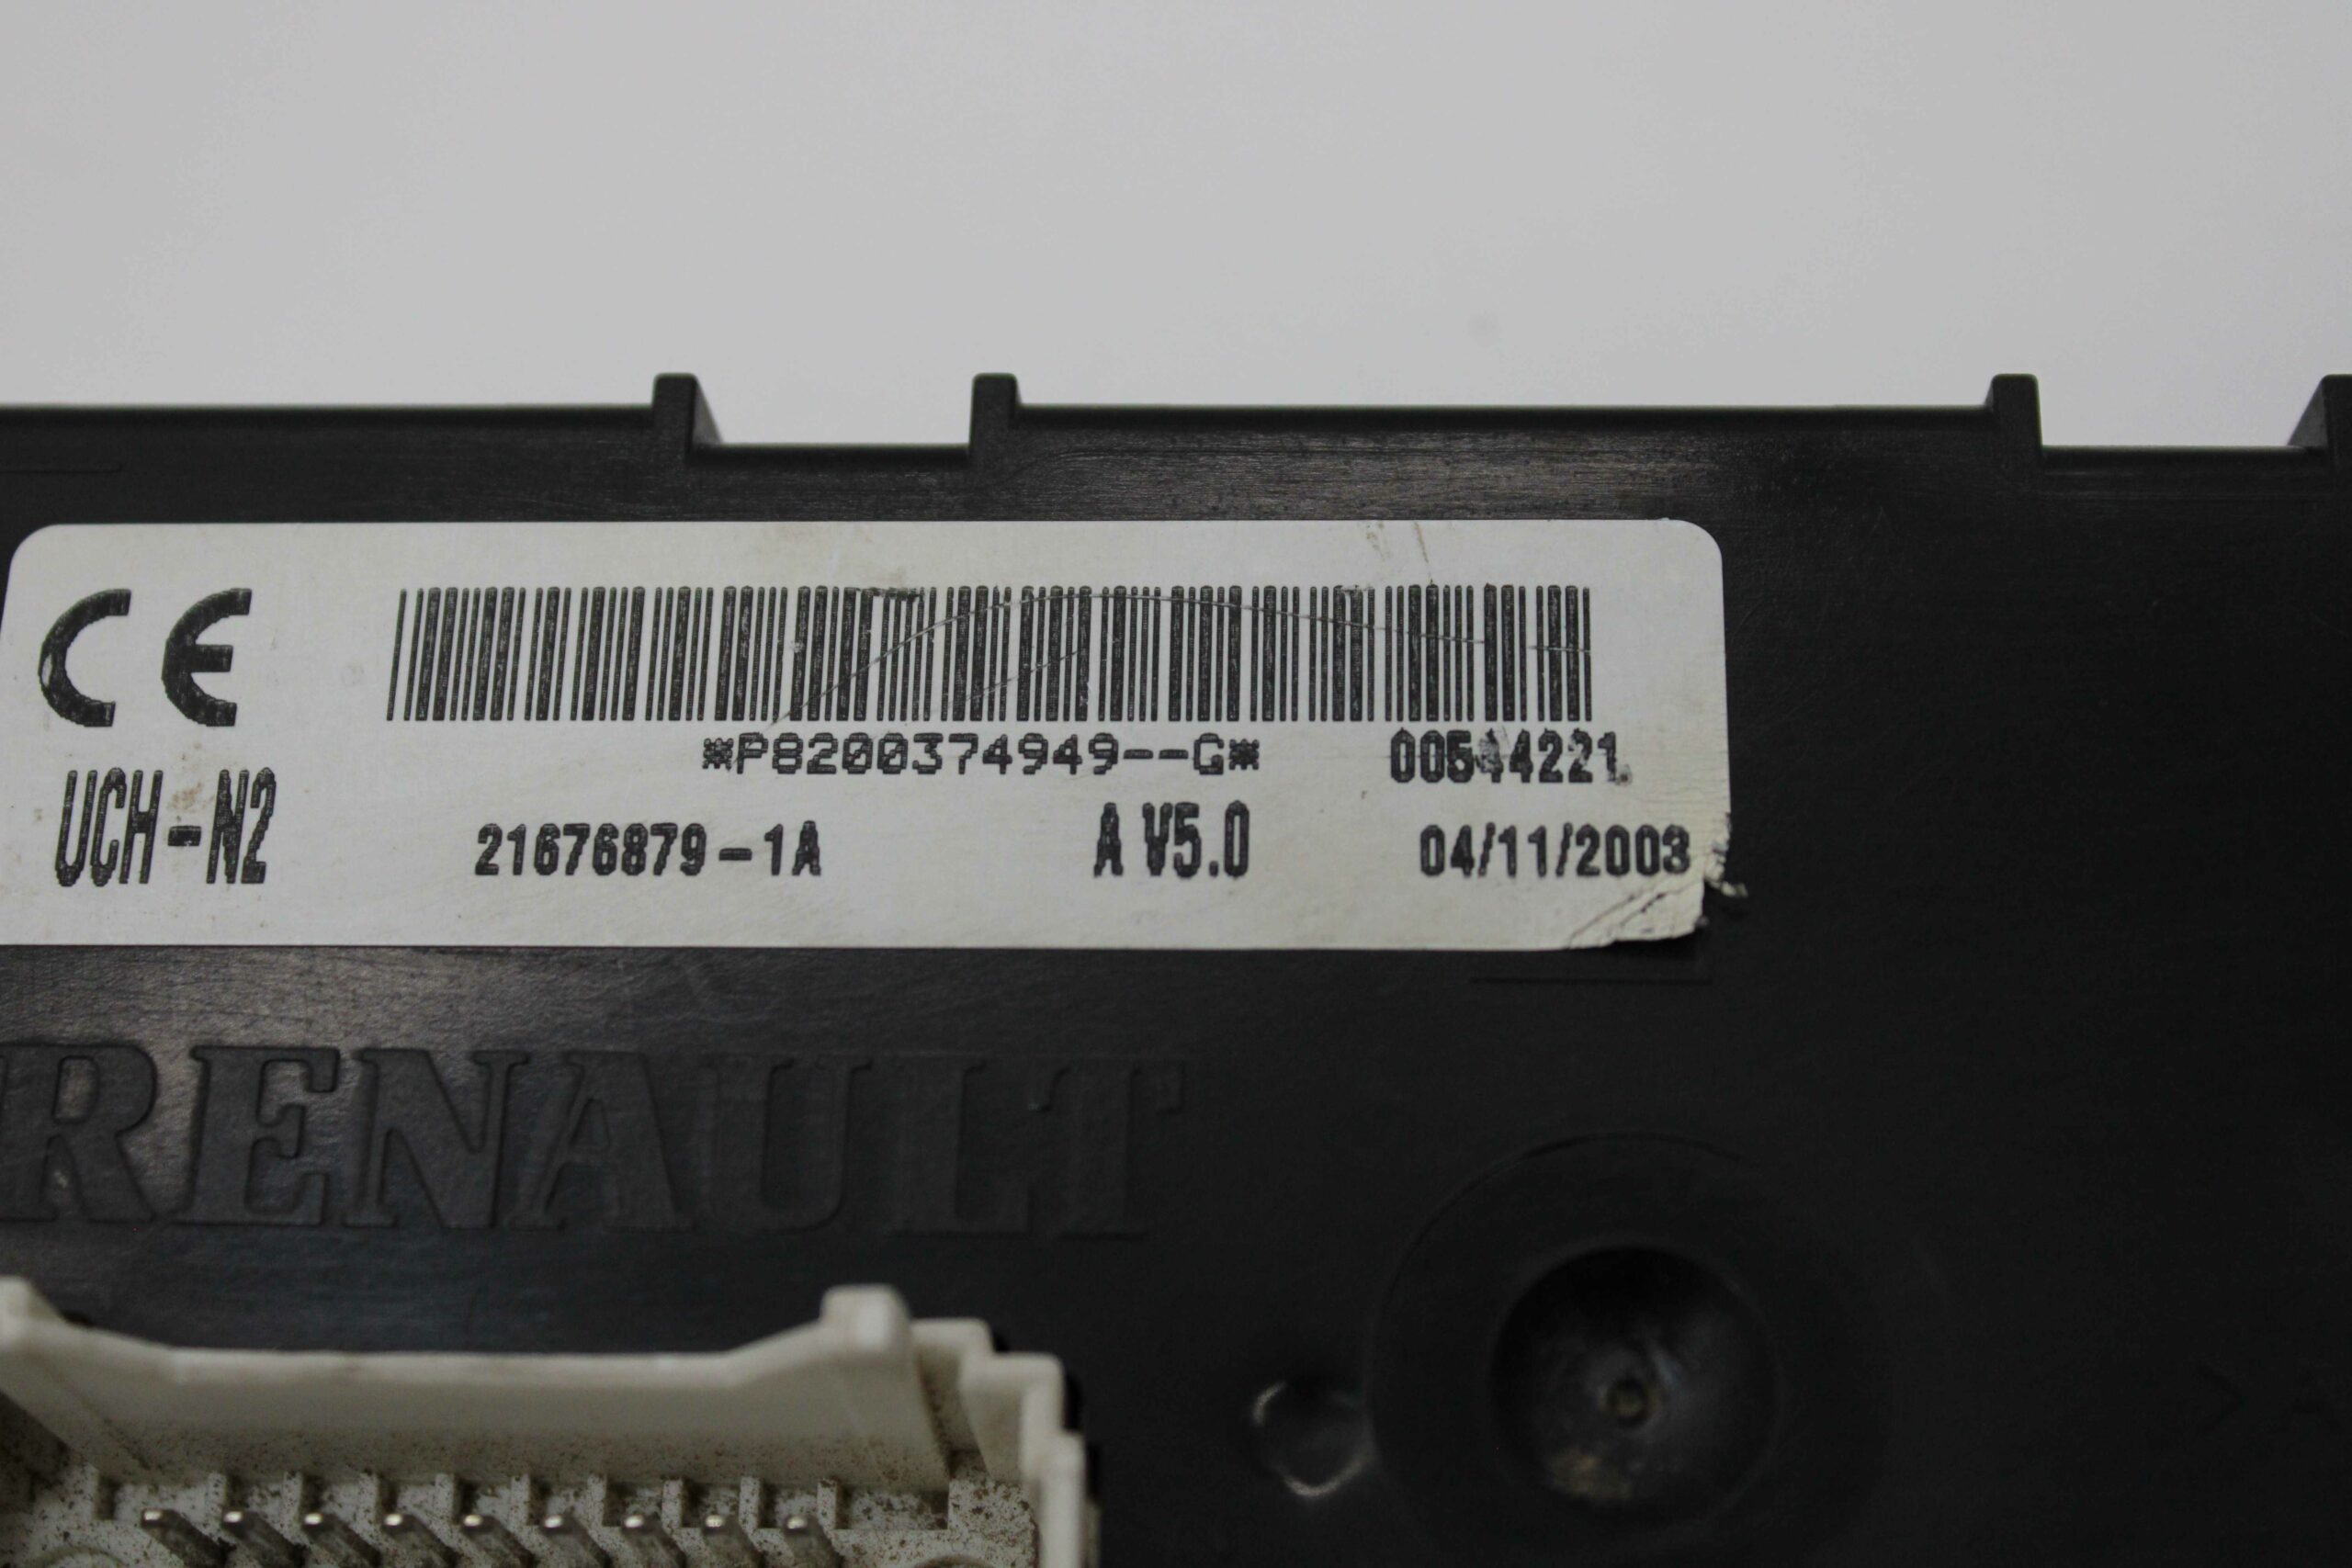 CE
*P8200374949--G* 00544221
UCH-N2 21676879-1A A V5.0 04/11/2003
RENAULT